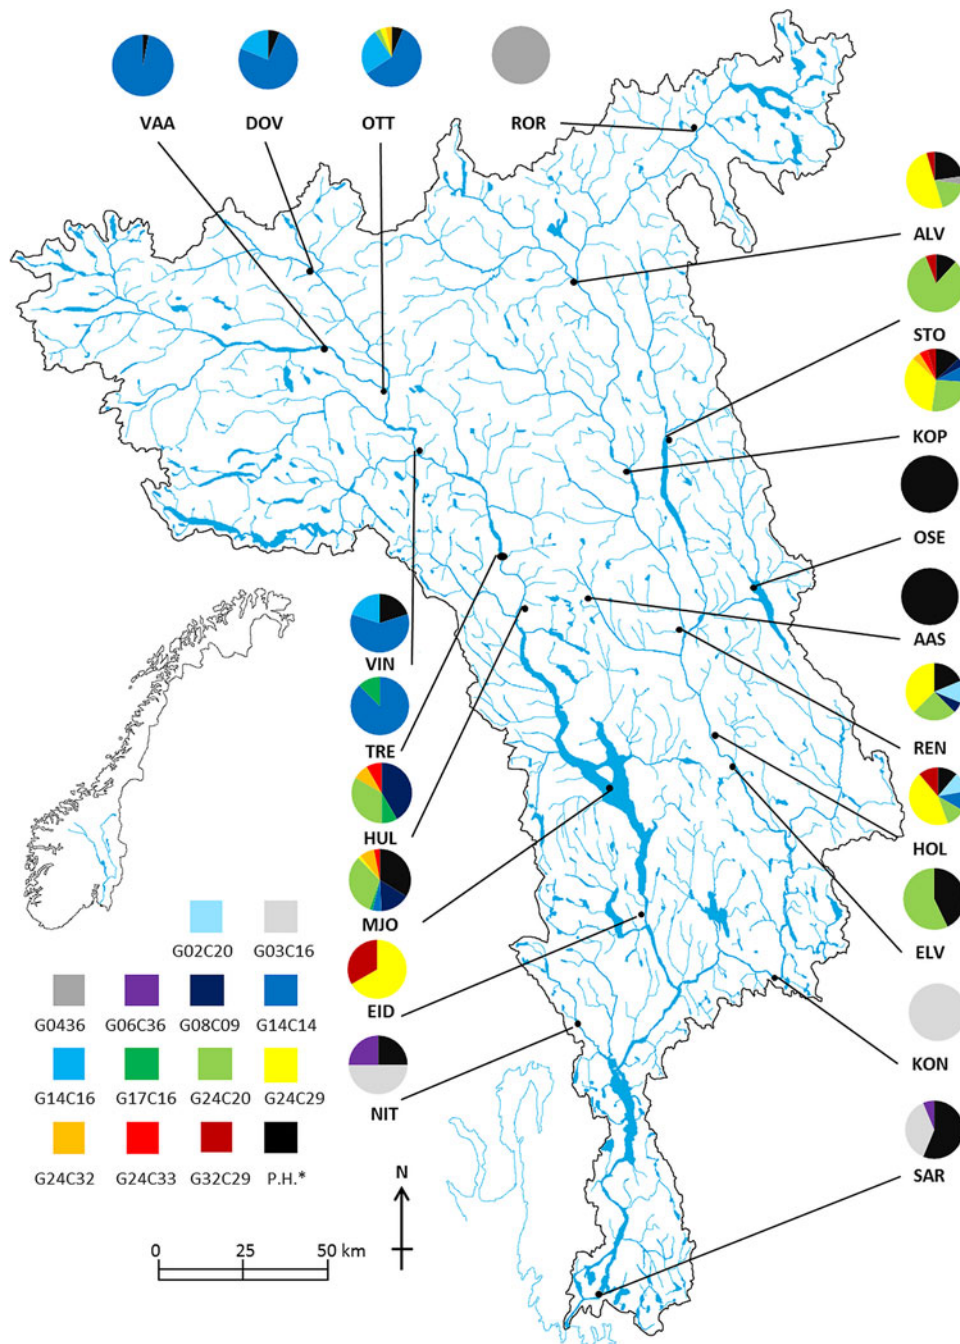 VAA DOV OTT ROR
ALV
STO
KOP
OSE
AAS
VIN
TRE
REN
HUL
HOL
MJO
ELV
G02C20 G03C16
EID
G0436 G06C36 G08C09 G14C14
KON
G14C16 G17C16 G24C20 G24C29
NIT
G24C32 G24C33 G32C29 P.H.*
N
SAR
0 50 km